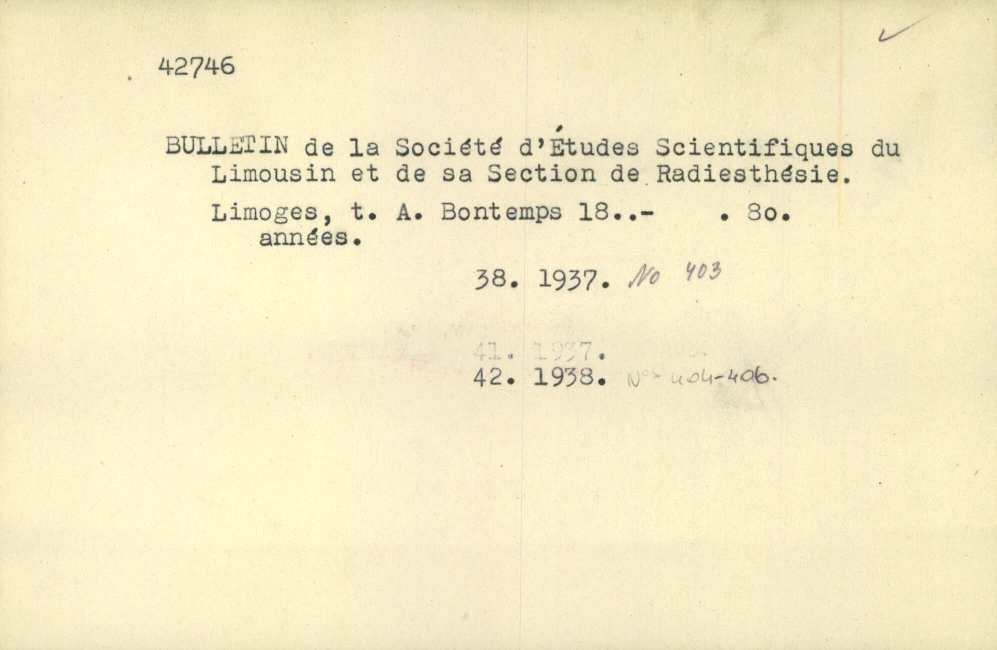 42746
BULLETIN de la Société d'Études Scientifiques du
Limousin et de sa Section de Radiesthésie.
Limoges, t. A. Bontemps 18..- . 8o.
années.
38. 1937. No 403
41. 1937.
42. 1938. Nos 404-406.